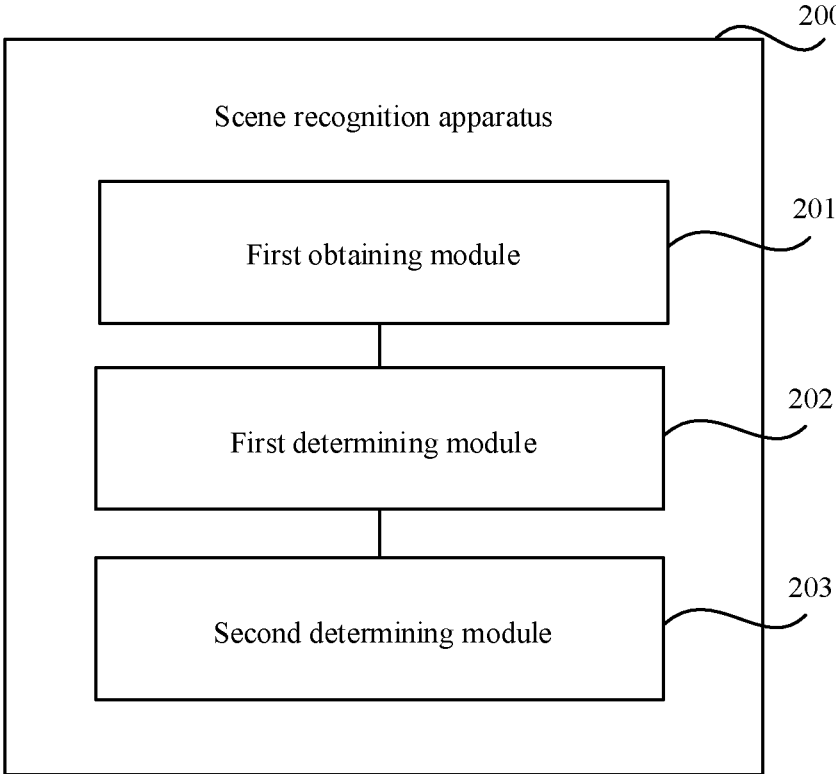 200
Scene recognition apparatus
201
First obtaining module
202
First determining module
203
Second determining module